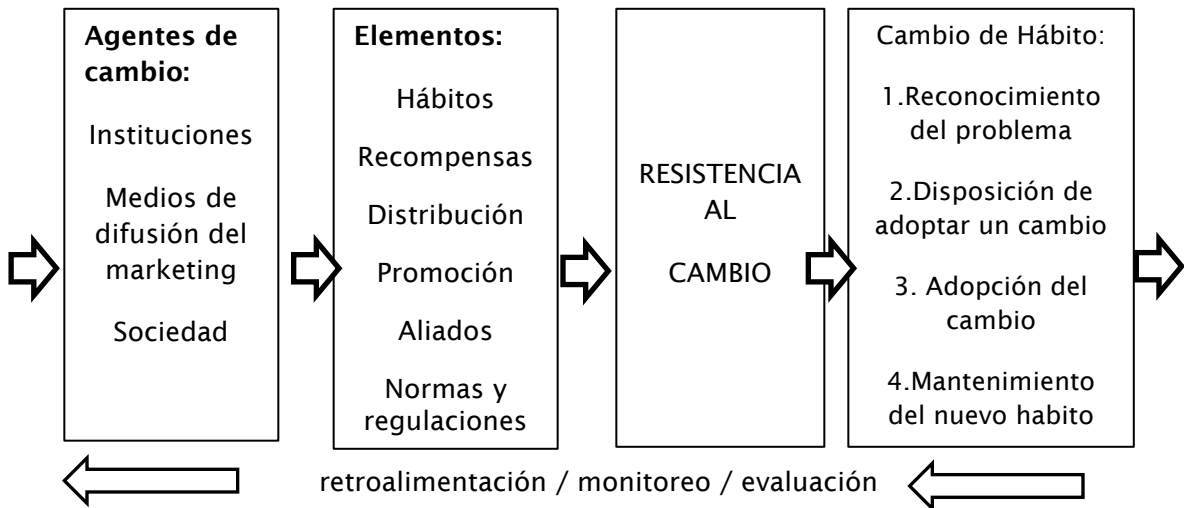 Agentes de
cambio:
Instituciones
Medios de
difusión del
marketing
Sociedad
Elementos:
Hábitos
Recompensas
Distribución
Promoción
Aliados
Normas y
regulaciones
RESISTENCIA
AL
CAMBIO
Cambio de Hábito:
1.Reconocimiento
del problema
2.Disposición de
adoptar un cambio
3. Adopción del
cambio
4.Mantenimiento
del nuevo habito
retroalimentación / monitoreo / evaluación